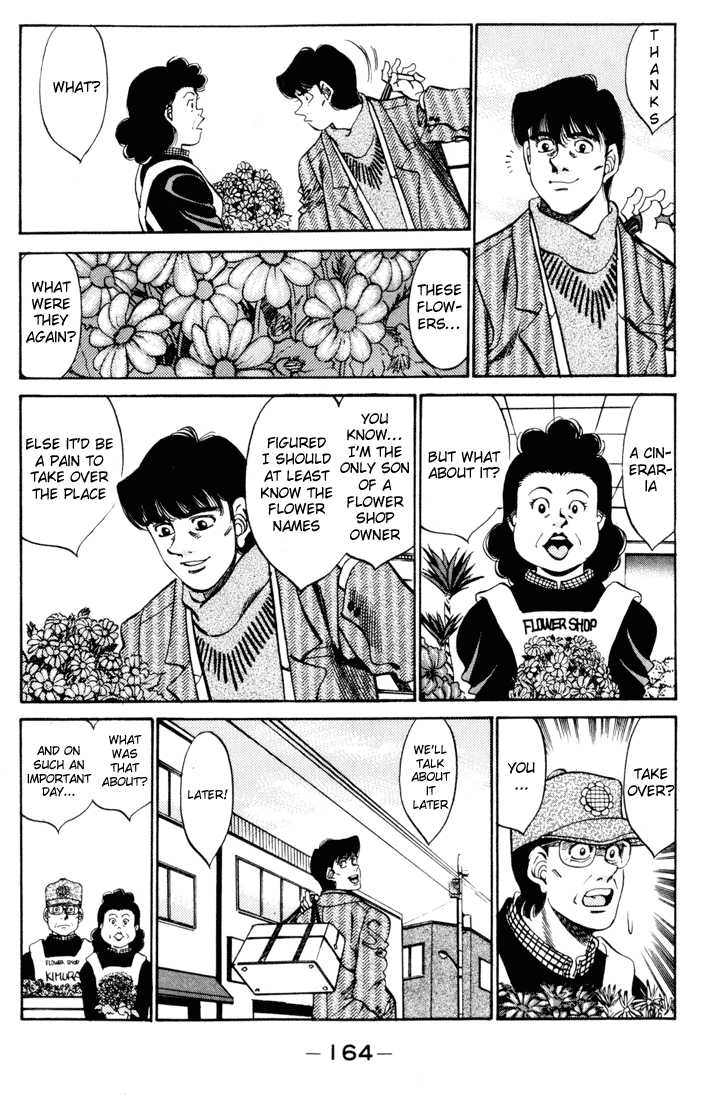 THANKS
WHAT?
THESE
FLOW-
ERS...
WHAT
WERE
THEY
AGAIN?
A CIN-
ERAR-
IA
BUT WHAT
ABOUT IT?
FLOWER SHOP
YOU
KNOW...
I'M THE
ONLY SON
OF A
FLOWER
SHOP
OWNER
FIGURED
I SHOULD
AT LEAST
KNOW THE
FLOWER
NAMES
ELSE IT'D BE
A PAIN TO
TAKE OVER
THE PLACE
TAKE
OVER?
YOU
...
WE'LL
TALK
ABOUT
IT
LATER
LATER!
WHAT
WAS
THAT
ABOUT?
AND ON
SUCH AN
IMPORTANT
DAY...
FLOWER SHOP
KIMURA
-164-